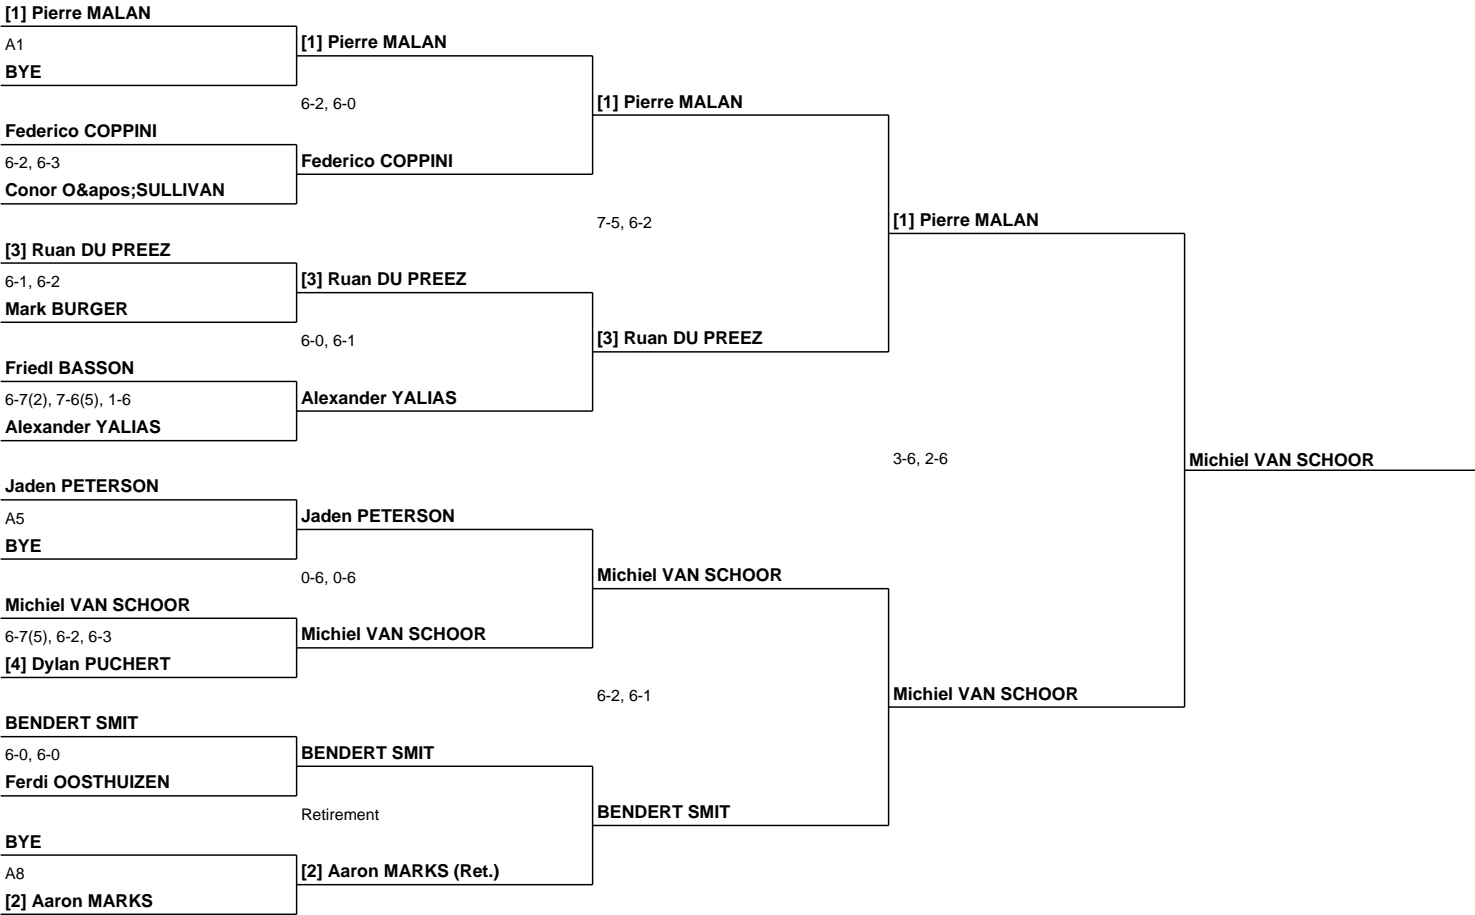 [1] Pierre MALAN
A1
BYE
Federico COPPINI
6-2, 6-3
Conor O&apos;SULLIVAN
[3] Ruan DU PREEZ
6-1, 6-2
Mark BURGER
Friedl BASSON
6-7(2), 7-6(5), 1-6
Alexander YALIAS
Jaden PETERSON
A5
BYE
Michiel VAN SCHOOR
6-7(5), 6-2, 6-3
[4] Dylan PUCHERT
BENDERT SMIT
6-0, 6-0
Ferdi OOSTHUIZEN
BYE
A8
[2] Aaron MARKS
[1] Pierre MALAN
6-2, 6-0
Federico COPPINI
[3] Ruan DU PREEZ
6-0, 6-1
Alexander YALIAS
Jaden PETERSON
0-6, 0-6
Michiel VAN SCHOOR
BENDERT SMIT
Retirement
[2] Aaron MARKS (Ret.)
[1] Pierre MALAN
7-5, 6-2
[3] Ruan DU PREEZ
Michiel VAN SCHOOR
6-2, 6-1
BENDERT SMIT
[1] Pierre MALAN
3-6, 2-6
Michiel VAN SCHOOR
Michiel VAN SCHOOR